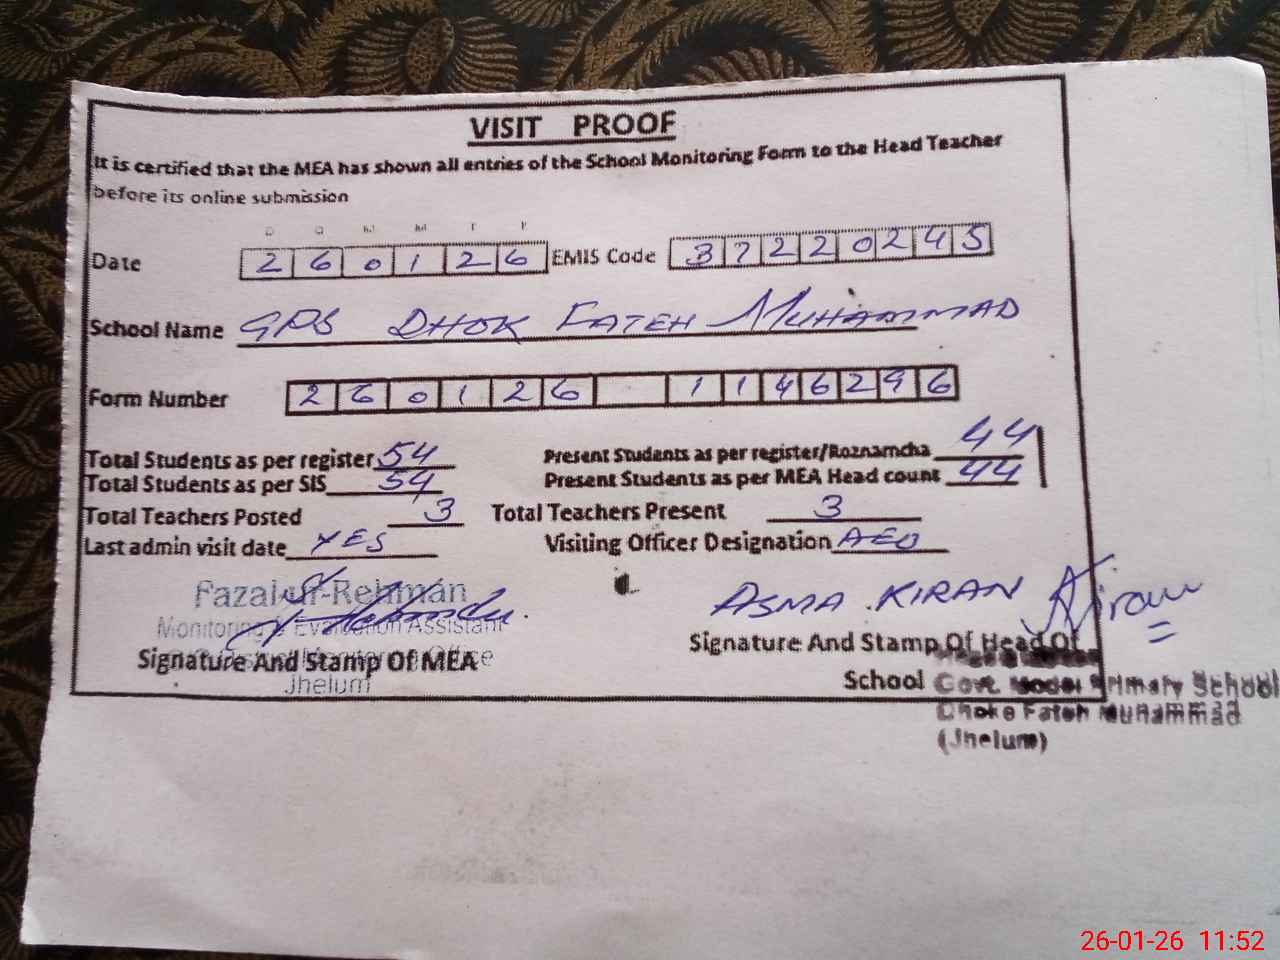 VISIT PROOF
It is certified that the MEA has shown all entries of the School Monitoring Form to the Head Teacher
before its online submission
Date 260126 EMIS Code 37220245
School Name GPS DHOK FATEH MUHAMMAD
Form Number 260126 1146296
Total Students as per register 54 Present Students as per register/Roznamcha 44
Total Students as per SIS 54 Present Students as per MEA Head count 44
Total Teachers Posted 3 Total Teachers Present 3
Last admin visit date YES Visiting Officer Designation AEO
Fazal-ur-Rehman ASMA KIRAN Kiran
Monitoring & Evaluation Assistant
Signature And Stamp Of MEA Signature And Stamp Of Head Of
Jhelum School
Govt. Model Primary School
Dhoke Fateh Muhammad
(Jhelum)
26-01-26 11:52